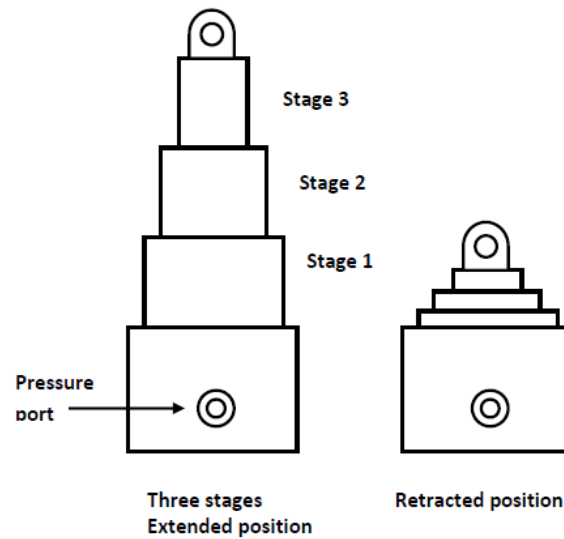 Stage 3
Stage 2
Stage 1
Pressure
port
Three stages
Extended position
Retracted position